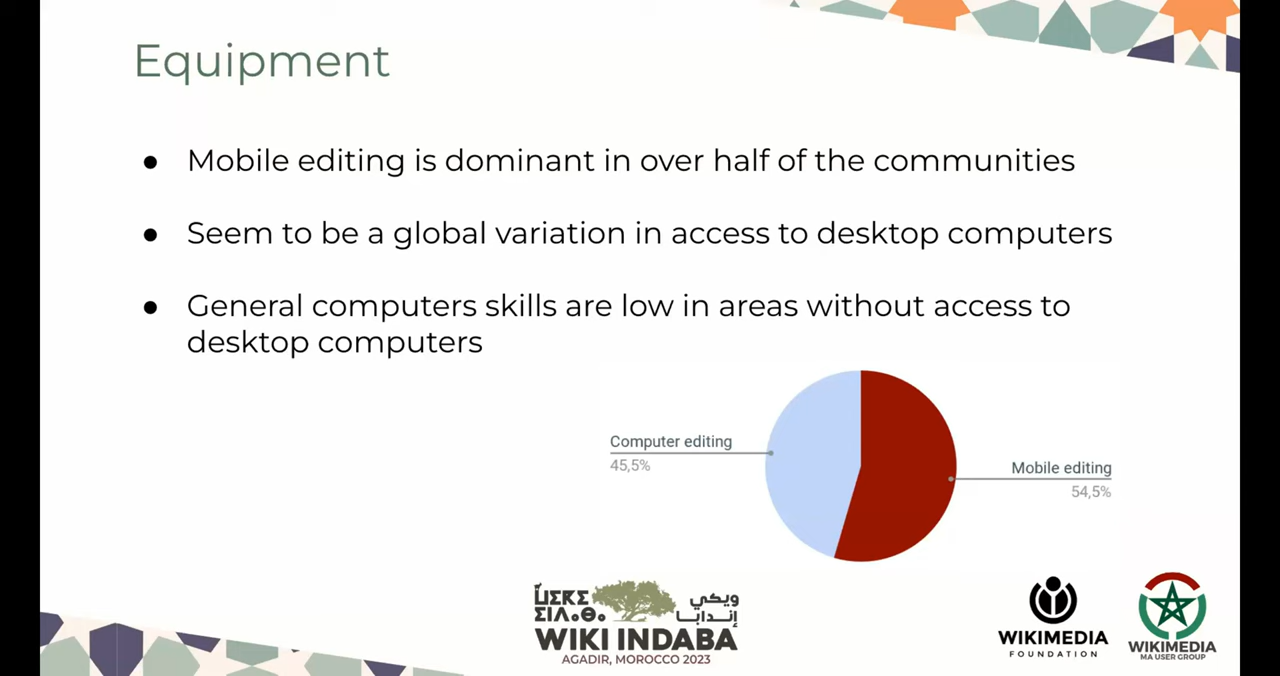 Equipment
● Mobile editing is dominant in over half of the communities
● Seem to be a global variation in access to desktop computers
● General computers skills are low in areas without access to
desktop computers
Computer editing
45,5%
Mobile editing
54,5%
ⵡⵉⴽⵉ
ⵉⵏⴷⴰⴱⴰ
ويكي
إندابا
WIKI INDABA
AGADIR, MOROCCO 2023
WIKIMEDIA
FOUNDATION
WIKIMEDIA
MA USER GROUP